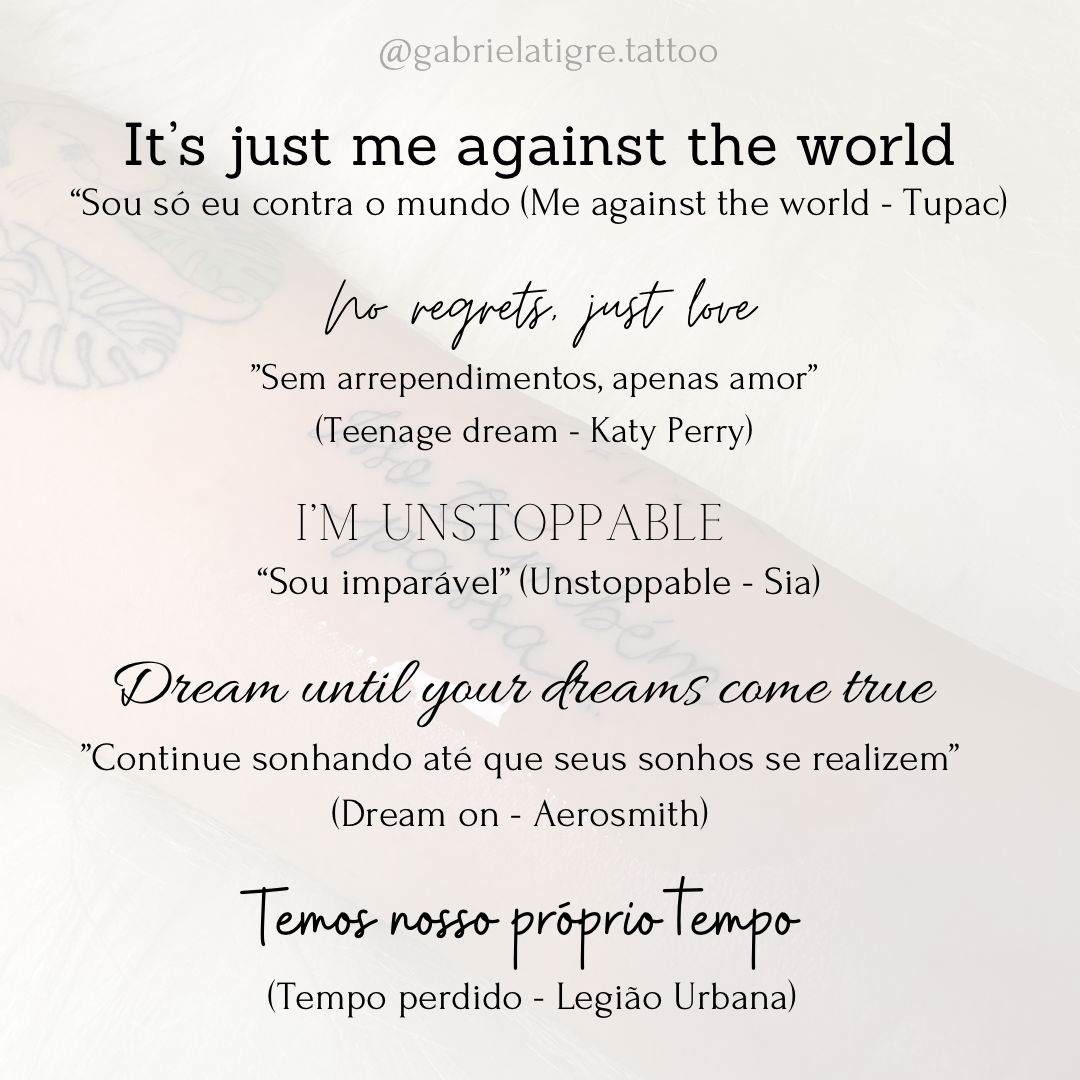 @gabrielatigre.tattoo
It’s just me against the world
“Sou só eu contra o mundo (Me against the world - Tupac)
No regrets, just love
”Sem arrependimentos, apenas amor”
(Teenage dream - Katy Perry)
I’M UNSTOPPABLE
“Sou imparável” (Unstoppable - Sia)
Dream until your dreams come true
”Continue sonhando até que seus sonhos se realizem”
(Dream on - Aerosmith)
Temos nosso próprio tempo
(Tempo perdido - Legião Urbana)
isso também
passa